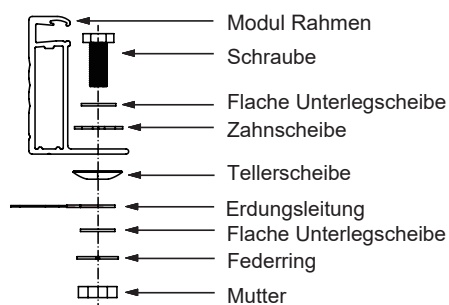 Modul Rahmen
Schraube
Flache Unterlegscheibe
Zahnscheibe
Tellerscheibe
Erdungsleitung
Flache Unterlegscheibe
Federring
Mutter